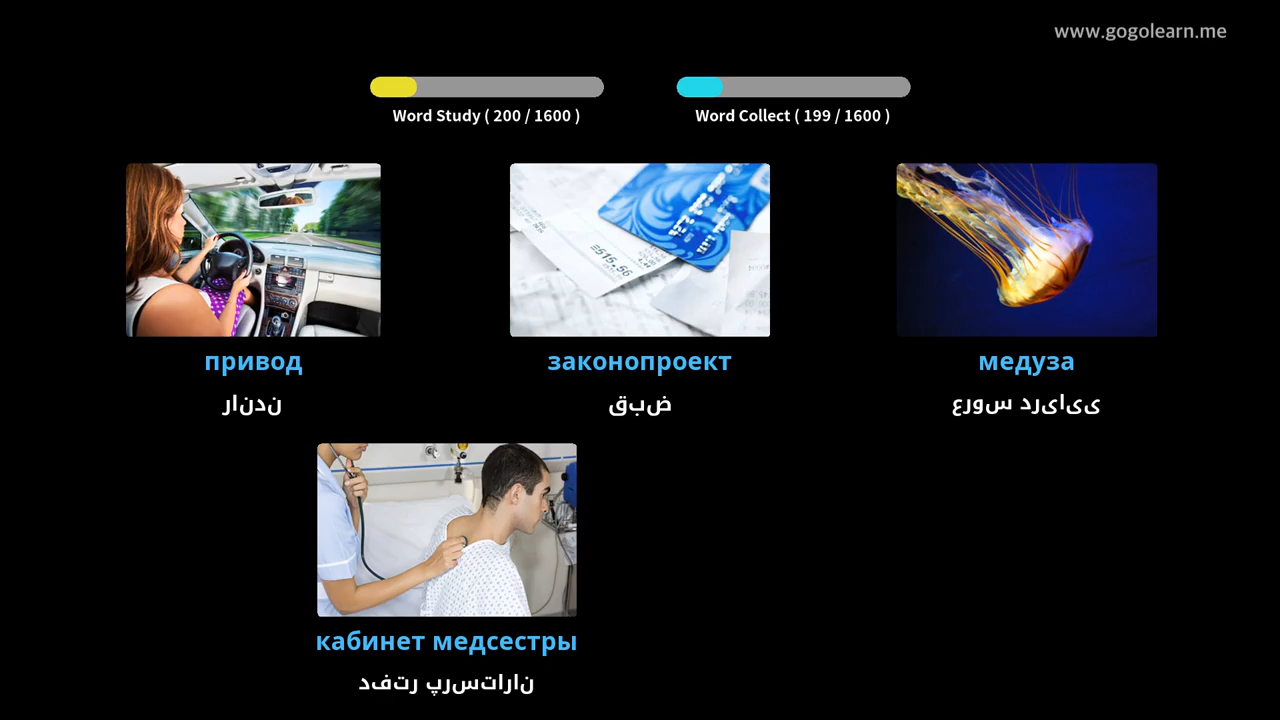 www.gogolearn.me
Word Study ( 200 / 1600 )
Word Collect ( 199 / 1600 )
привод
راندن
законопроект
قبض
медуза
عروس دریایی
кабинет медсестры
دفتر پرستاران